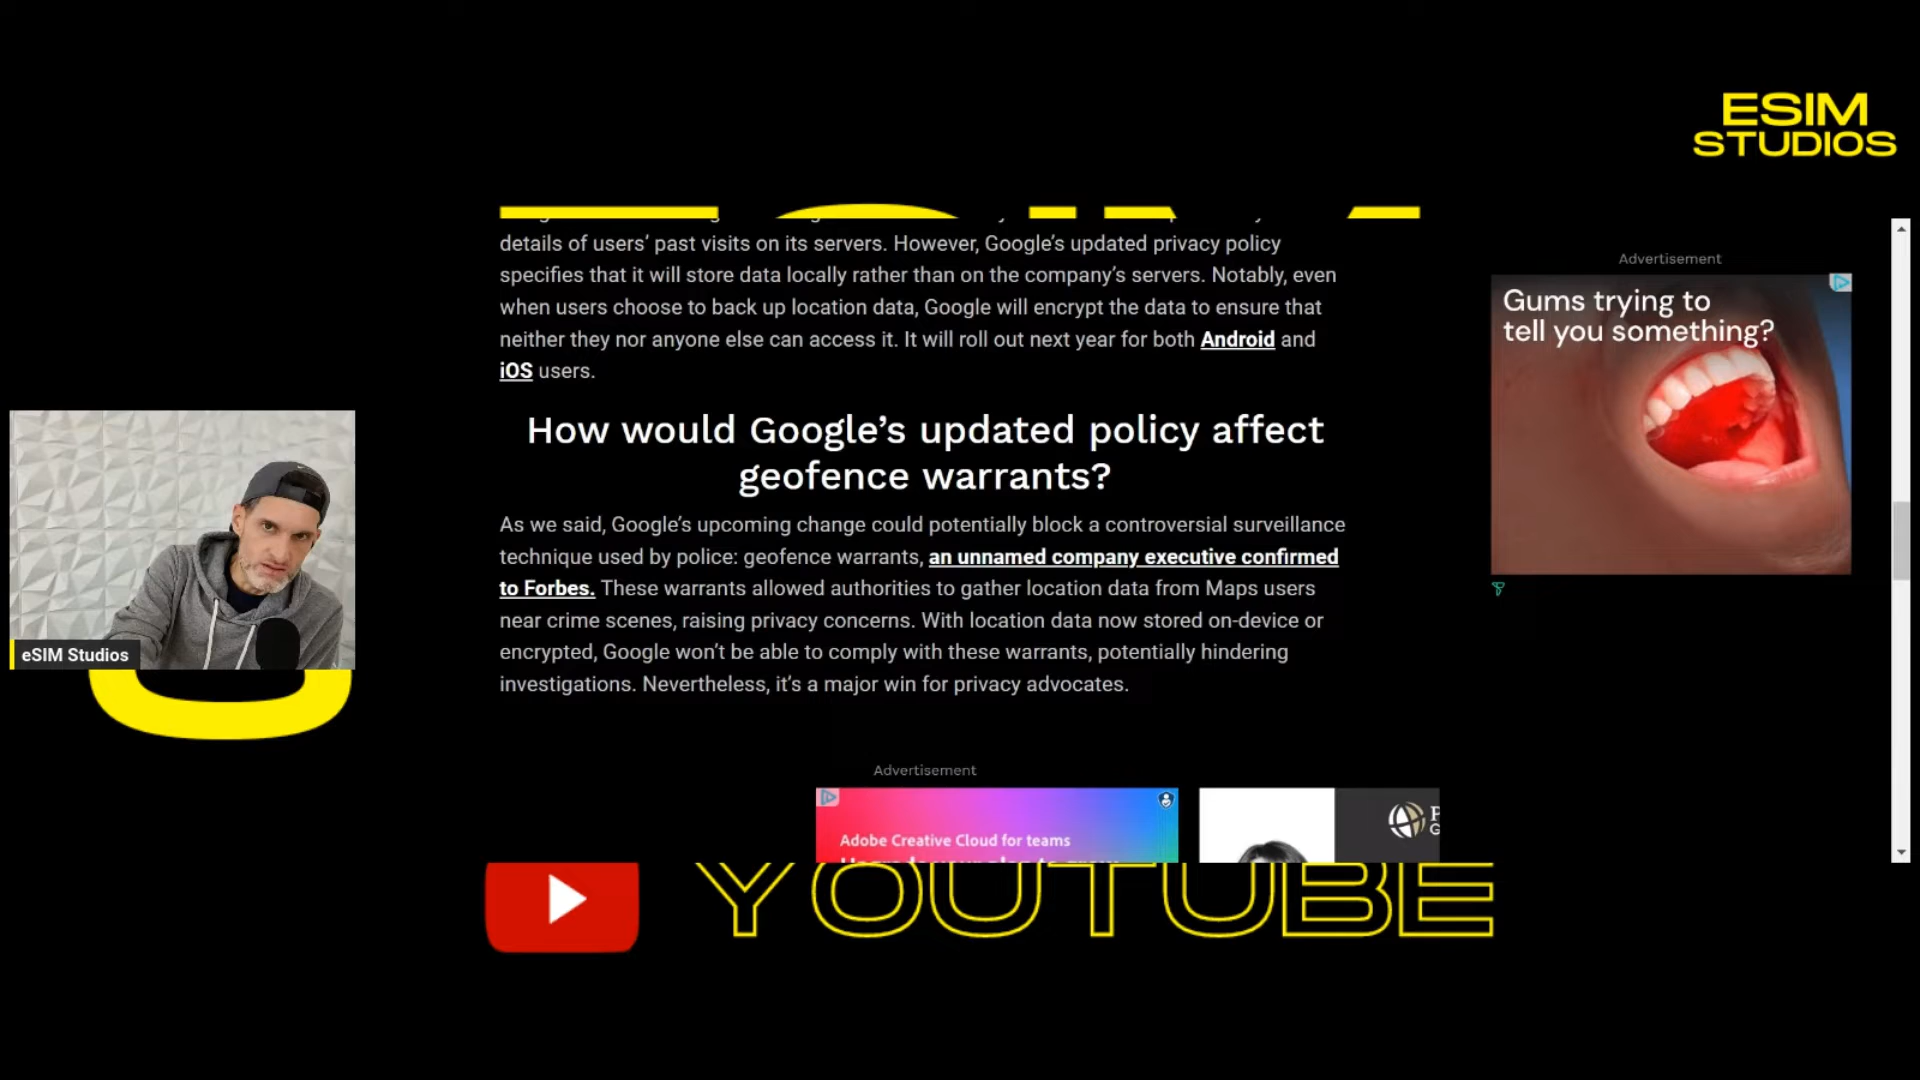 ESIM
STUDIOS
details of users’ past visits on its servers. However, Google’s updated privacy policy
specifies that it will store data locally rather than on the company’s servers. Notably, even
when users choose to back up location data, Google will encrypt the data to ensure that
neither they nor anyone else can access it. It will roll out next year for both Android and
iOS users.
How would Google’s updated policy affect
geofence warrants?
As we said, Google’s upcoming change could potentially block a controversial surveillance
technique used by police: geofence warrants, an unnamed company executive confirmed
to Forbes. These warrants allowed authorities to gather location data from Maps users
near crime scenes, raising privacy concerns. With location data now stored on-device or
encrypted, Google won’t be able to comply with these warrants, potentially hindering
investigations. Nevertheless, it’s a major win for privacy advocates.
Advertisement
Gums trying to
tell you something?
eSIM Studios
Advertisement
Adobe Creative Cloud for teams
YOUTUBE